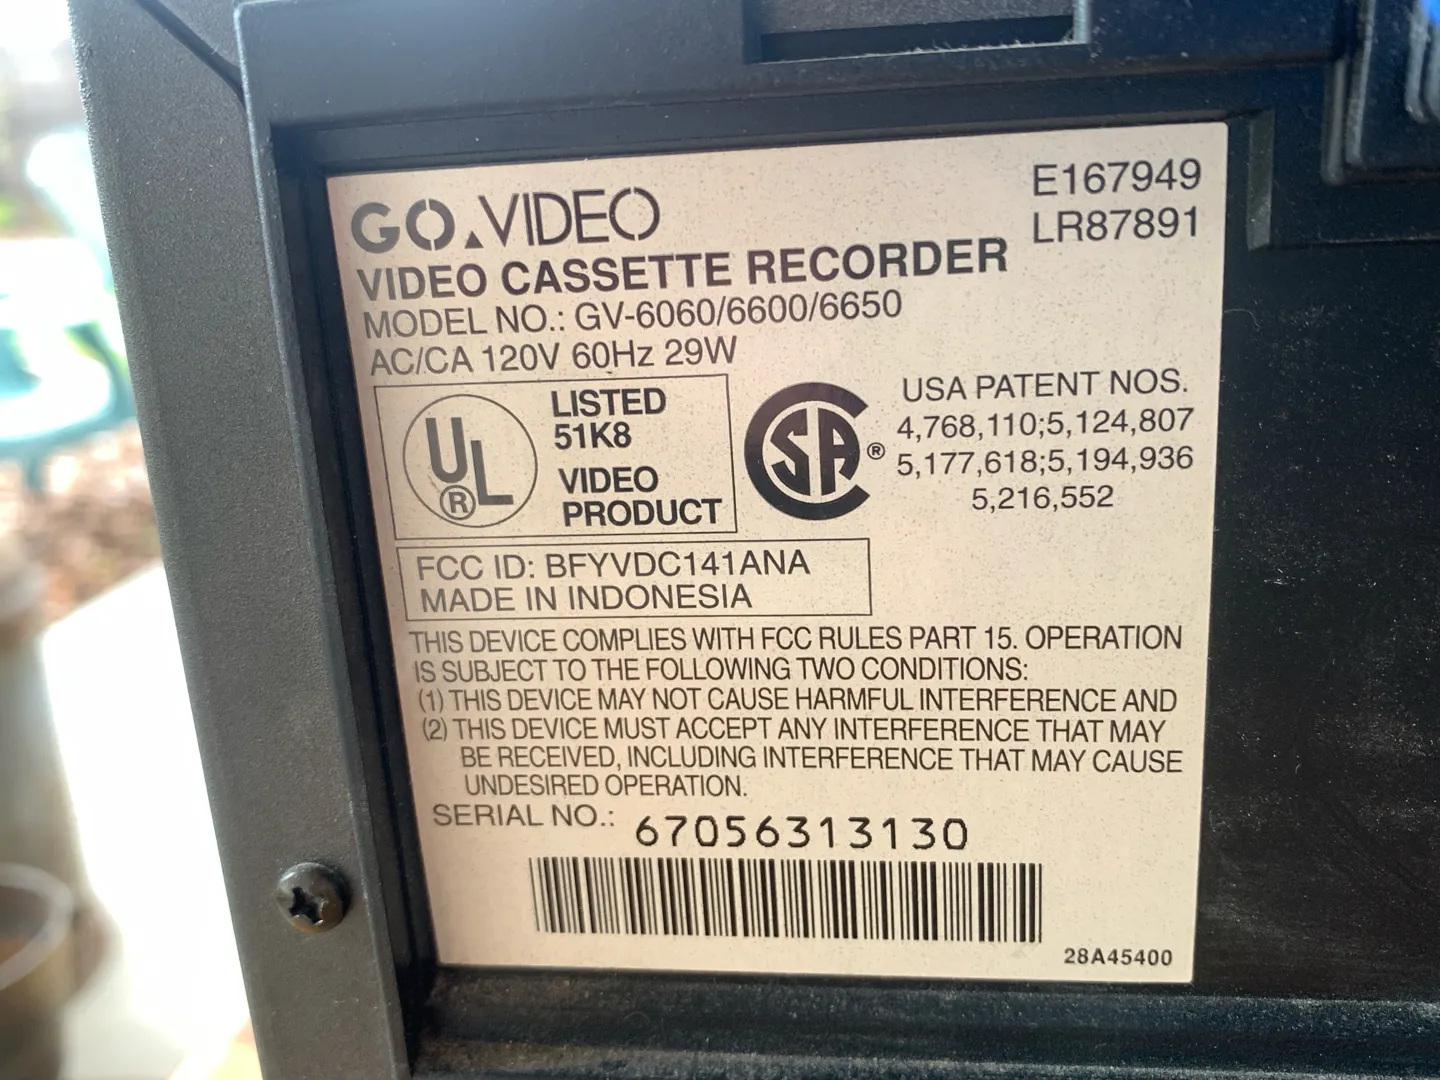 GO VIDEO
E167949
LR87891
VIDEO CASSETTE RECORDER
MODEL NO.: GV-6060/6600/6650
AC/CA 120V 60Hz 29W
UL
®
LISTED
51K8
VIDEO
PRODUCT
SA
®
USA PATENT NOS.
4,768,110;5,124,807
5,177,618;5,194,936
5,216,552
FCC ID: BFYVDC141ANA
MADE IN INDONESIA
THIS DEVICE COMPLIES WITH FCC RULES PART 15. OPERATION
IS SUBJECT TO THE FOLLOWING TWO CONDITIONS:
(1) THIS DEVICE MAY NOT CAUSE HARMFUL INTERFERENCE AND
(2) THIS DEVICE MUST ACCEPT ANY INTERFERENCE THAT MAY
BE RECEIVED, INCLUDING INTERFERENCE THAT MAY CAUSE
UNDESIRED OPERATION.
SERIAL NO.: 67056313130
28A45400